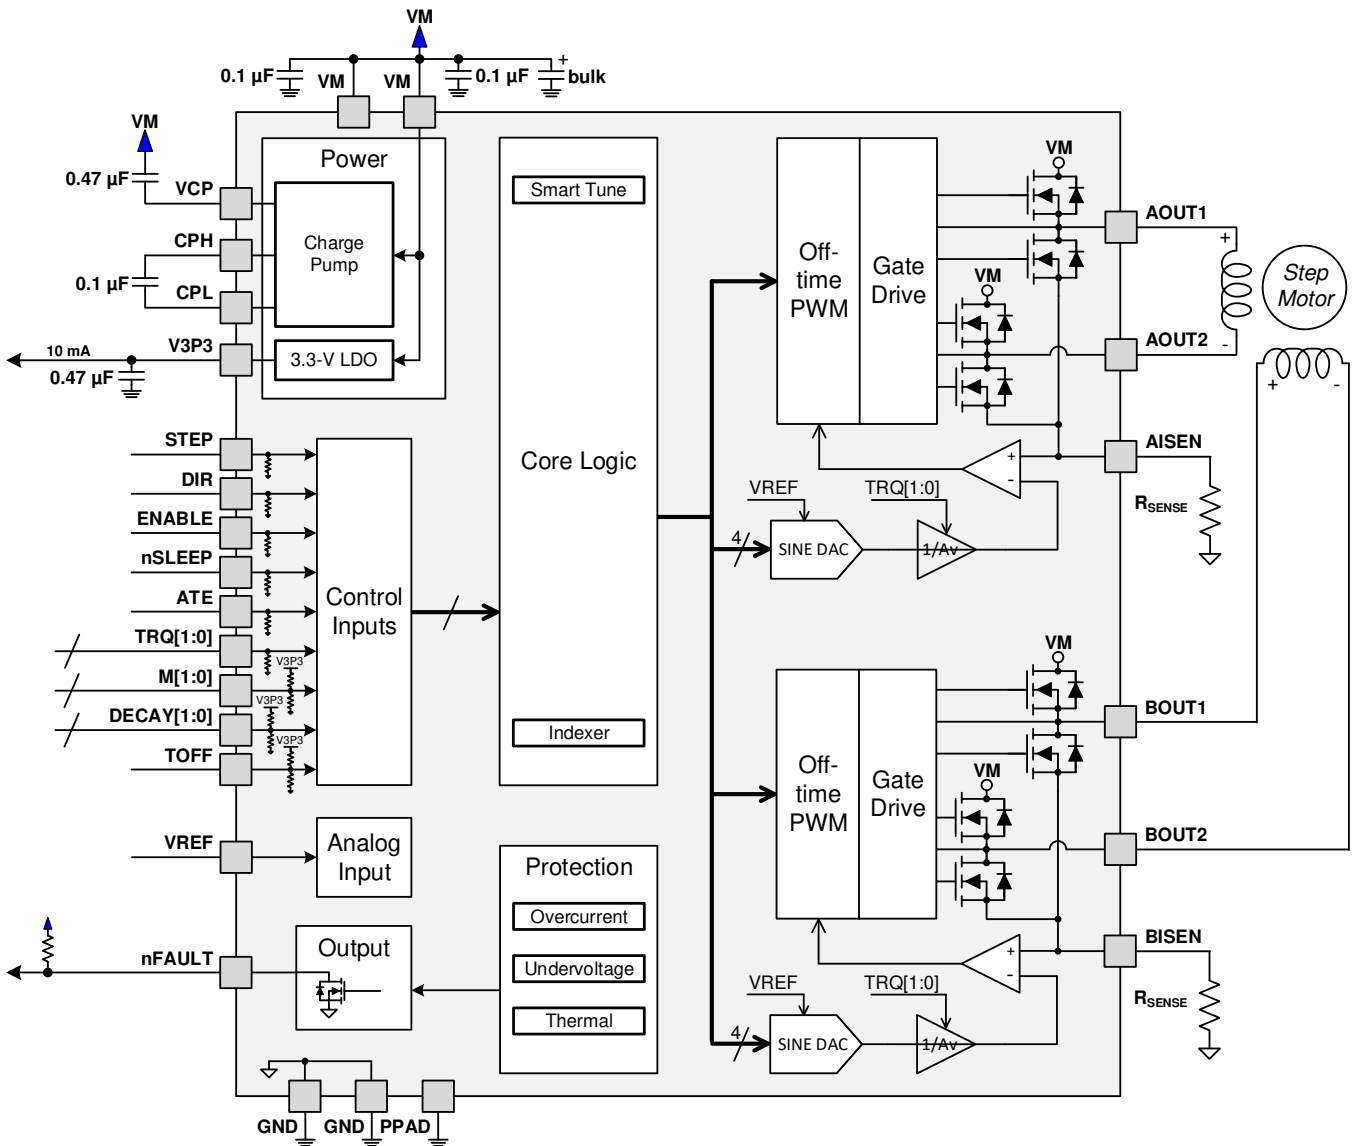 VM
0.1 µF
VM
VM
0.1 µF
+
bulk
VM
0.47 µF
VCP
CPH
0.1 µF
CPL
V3P3
10 mA
0.47 µF
Power
Charge
Pump
3.3-V LDO
STEP
DIR
ENABLE
nSLEEP
ATE
TRQ[1:0]
V3P3
M[1:0]
V3P3
DECAY[1:0]
V3P3
TOFF
VREF
nFAULT
Control
Inputs
Analog
Input
Output
Smart Tune
Core Logic
Indexer
Protection
Overcurrent
Undervoltage
Thermal
Off-
time
PWM
Gate
Drive
VM
VM
AOUT1
+
Step
Motor
AOUT2
-
+
-
AISEN
+
-
RSENSE
VREF
TRQ[1:0]
4
SINE DAC
1/Av
Off-
time
PWM
Gate
Drive
VM
VM
BOUT1
BOUT2
BISEN
+
-
RSENSE
VREF
TRQ[1:0]
4
SINE DAC
1/Av
GND
GND
PPAD